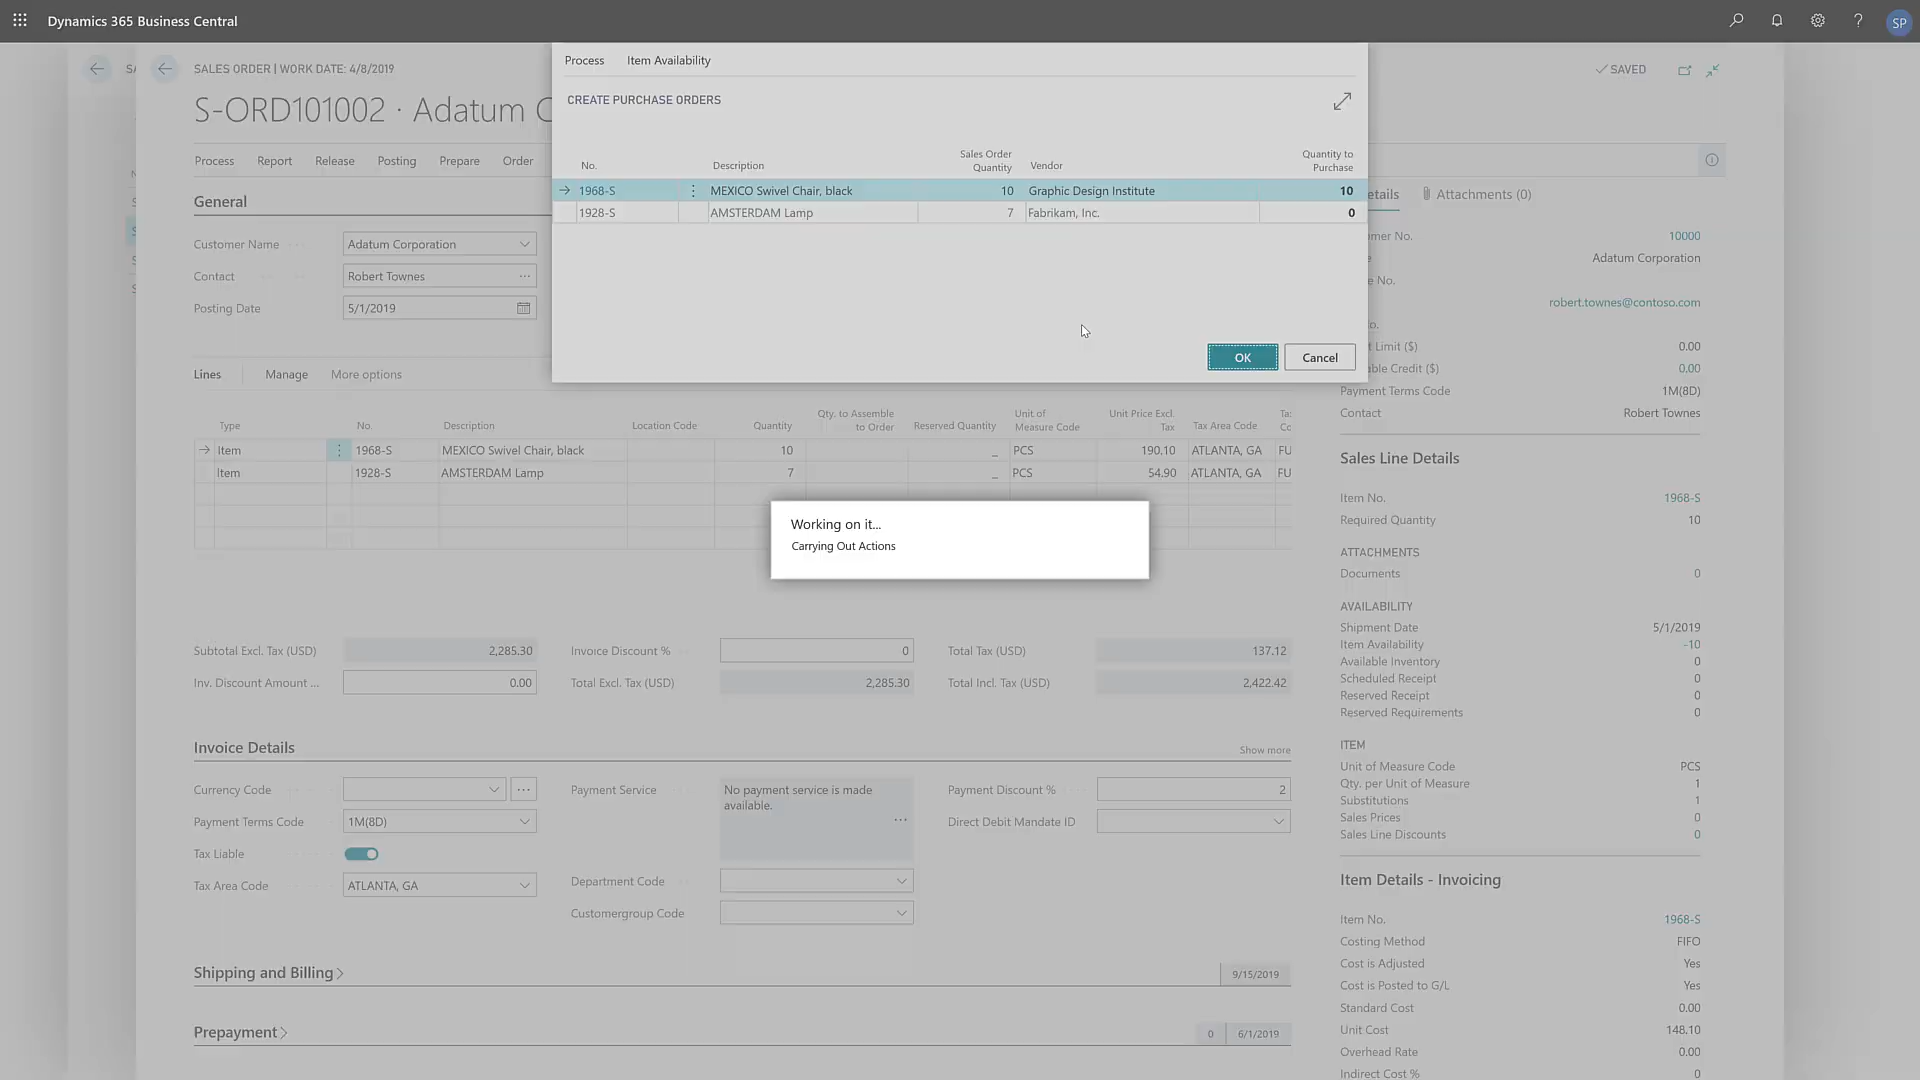 Dynamics 365 Business Central
SP
SALES ORDER | WORK DATE: 4/8/2019
SAVED
S-ORD101002 · Adatum C
Process Report Release Posting Prepare Order
General
Customer Name Adatum Corporation
Contact Robert Townes
Posting Date 5/1/2019
Process Item Availability
CREATE PURCHASE ORDERS
No. Description Sales Order Quantity Vendor Quantity to Purchase
1968-S MEXICO Swivel Chair, black 10 Graphic Design Institute 10
1928-S AMSTERDAM Lamp 7 Fabrikam, Inc. 0
OK Cancel
Lines Manage More options
Type No. Description Location Code Quantity Qty. to Assemble to Order Reserved Quantity Unit of Measure Code Unit Price Excl. Tax Tax Area Code
Item 1968-S MEXICO Swivel Chair, black 10 _ PCS 190.10 ATLANTA, GA FU
Item 1928-S AMSTERDAM Lamp 7 _ PCS 54.90 ATLANTA, GA FU
Working on it...
Carrying Out Actions
Subtotal Excl. Tax (USD) 2,285.30 Invoice Discount % 0 Total Tax (USD) 137.12
Inv. Discount Amount ... 0.00 Total Excl. Tax (USD) 2,285.30 Total Incl. Tax (USD) 2,422.42
Invoice Details Show more
Currency Code Payment Service No payment service is made available. Payment Discount % 2
Payment Terms Code 1M(8D) Direct Debit Mandate ID
Tax Liable
Tax Area Code ATLANTA, GA Department Code
Customergroup Code
Shipping and Billing 9/15/2019
Prepayment 0 6/1/2019
etails Attachments (0)
mer No. 10000
Adatum Corporation
e No.
robert.townes@contoso.com
Limit ($) 0.00
able Credit ($) 0.00
Payment Terms Code 1M(8D)
Contact Robert Townes
Sales Line Details
Item No. 1968-S
Required Quantity 10
ATTACHMENTS
Documents 0
AVAILABILITY
Shipment Date 5/1/2019
Item Availability -10
Available Inventory 0
Scheduled Receipt 0
Reserved Receipt 0
Reserved Requirements 0
ITEM
Unit of Measure Code PCS
Qty. per Unit of Measure 1
Substitutions 1
Sales Prices 0
Sales Line Discounts 0
Item Details - Invoicing
Item No. 1968-S
Costing Method FIFO
Cost is Adjusted Yes
Cost is Posted to G/L Yes
Standard Cost 0.00
Unit Cost 148.10
Overhead Rate 0.00
Indirect Cost % 0